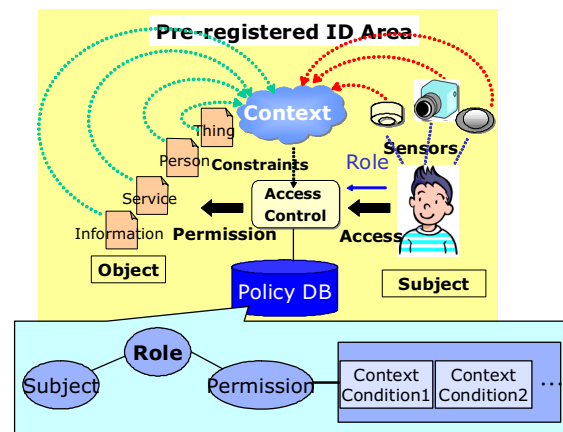 Pre-registered ID Area
Context
Thing
Sensors
Person
Constraints
Role
Service
Access
Control
Information
Permission
Access
Object
Policy DB
Subject
Role
Subject
Permission
Context
Condition1
Context
Condition2
...